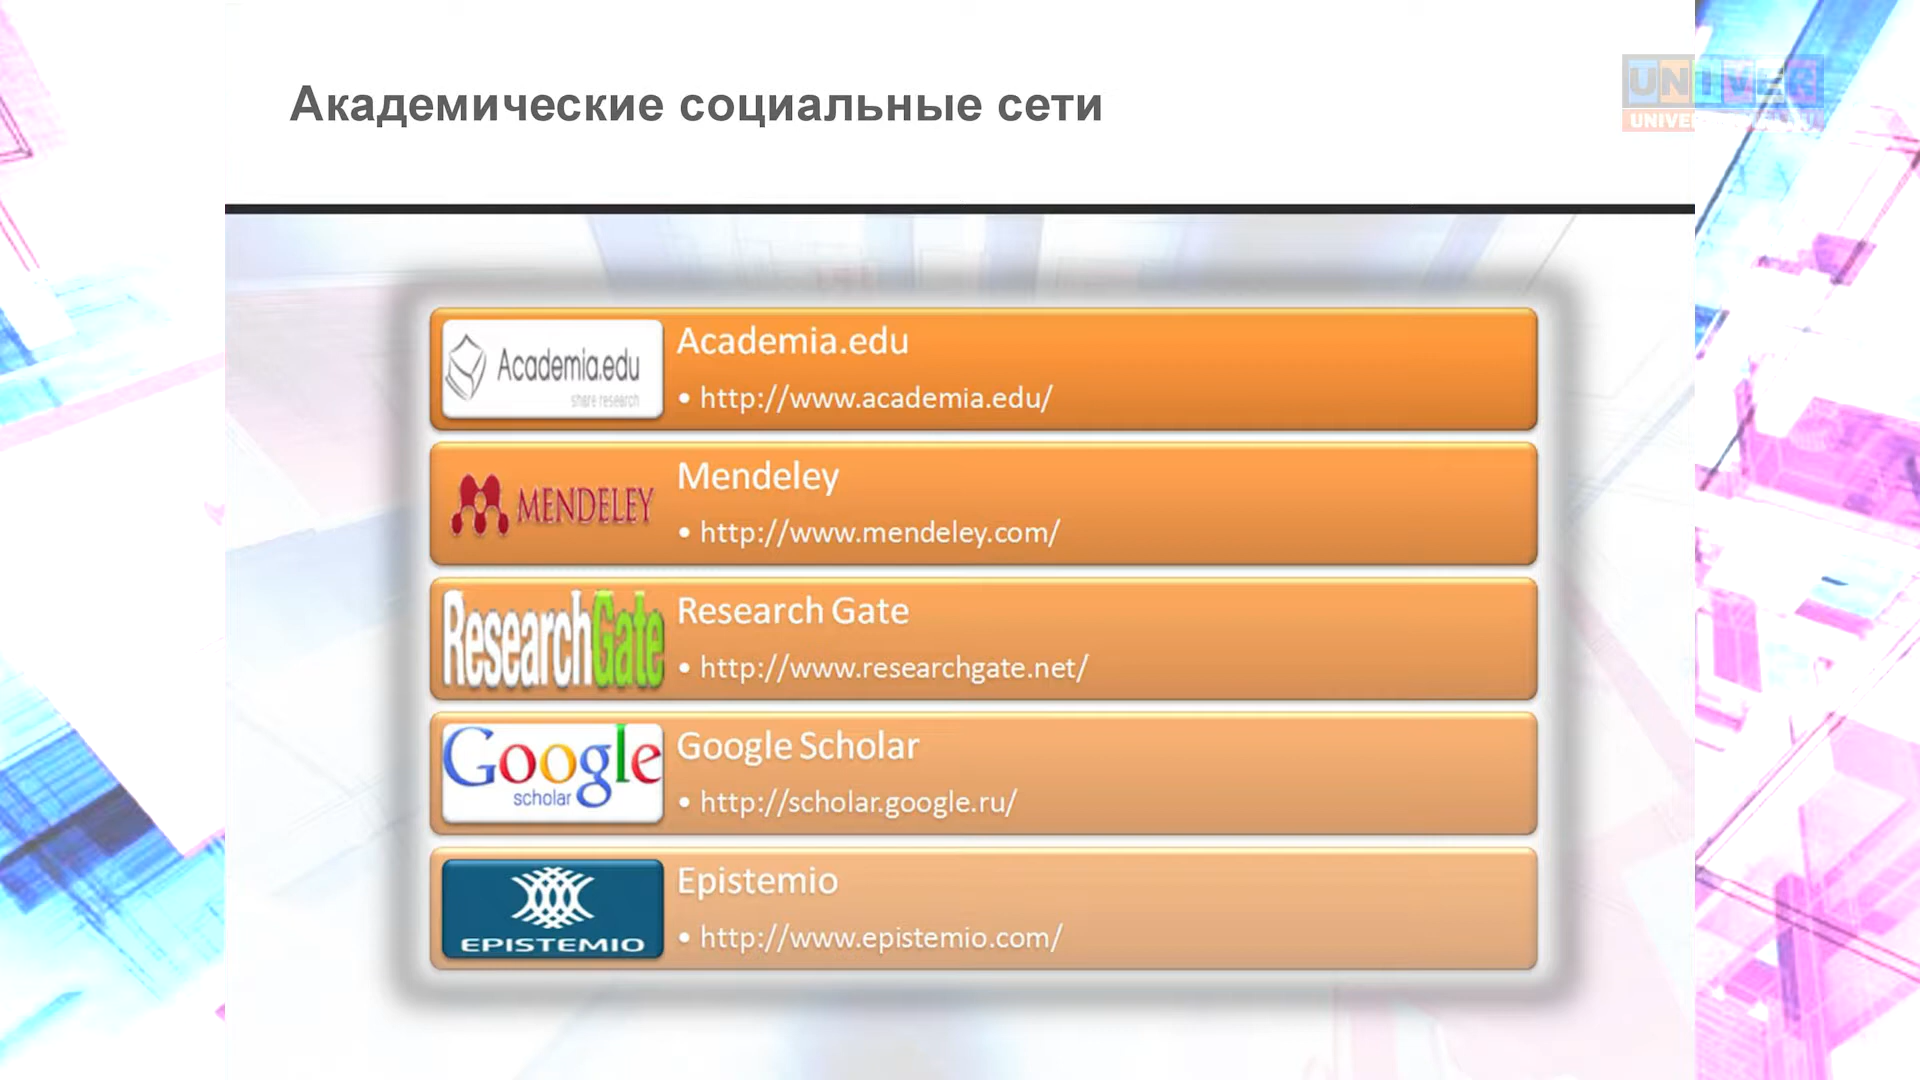 Академические социальные сети
UNIVER
Academia.edu
share research
Academia.edu
• http://www.academia.edu/
MENDELEY
Mendeley
• http://www.mendeley.com/
ResearchGate
Research Gate
• http://www.researchgate.net/
Google
scholar
Google Scholar
• http://scholar.google.ru/
EPISTEMIO
Epistemio
• http://www.epistemio.com/